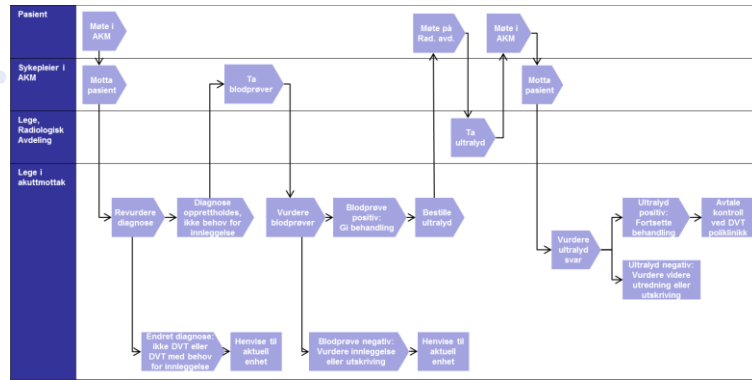 Pasient
Møte i
AKM
Møte på
Rad. avd.
Møte i
AKM
Sykepleier i
AKM
Motta
pasient
Ta
blodprøver
Motta
pasient
Lege,
Radiologisk
Avdeling
Ta
ultralyd
Lege i
akuttmottak
Revurdere
diagnose
Diagnose
opprettholdes,
ikke behov for
innleggelse
Vurdere
blodprøver
Blodprøve
positiv:
Gi behandling
Bestille
ultralyd
Vurdere
ultralyd
svar
Ultralyd
positiv:
Fortsette
behandling
Avtale
kontroll
ved DVT
poliklinikk
Ultralyd negativ:
Vurdere videre
utredning eller
utskriving
Endret diagnose:
ikke DVT eller
DVT med behov
for innleggelse
Henvise til
aktuell
enhet
Blodprøve negativ:
Vurdere innleggelse
eller utskriving
Henvise til
aktuell
enhet